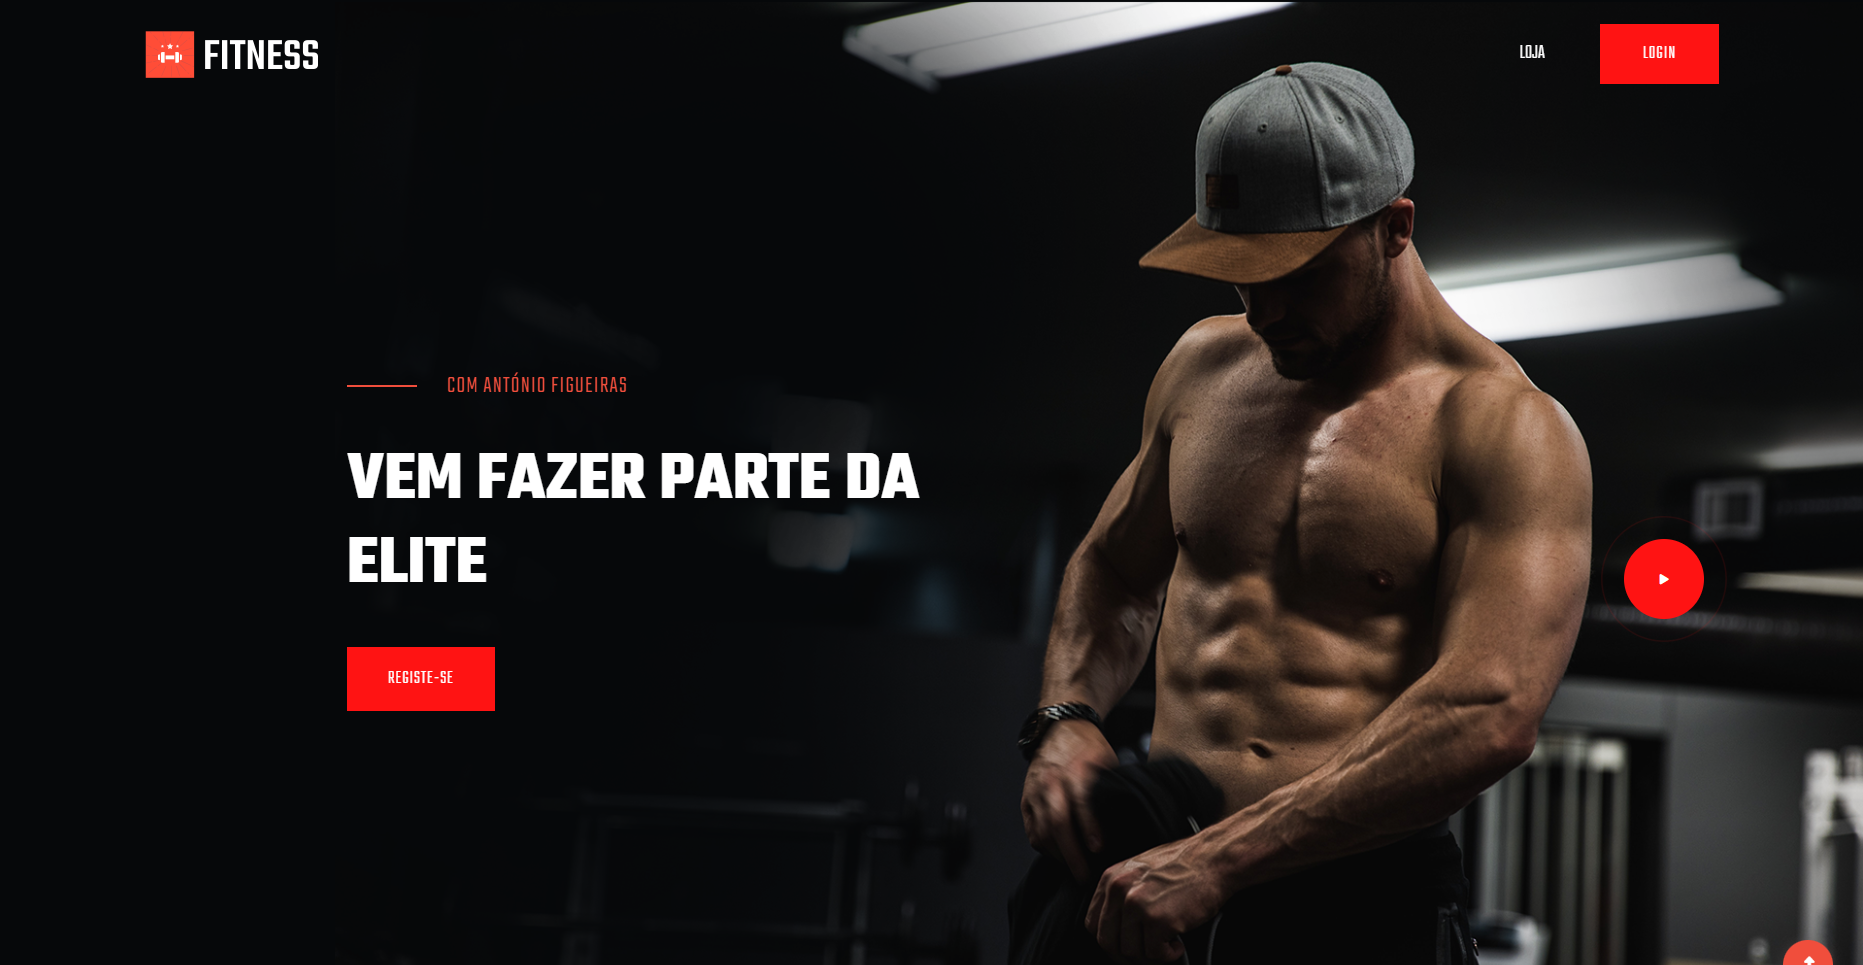 FITNESS
LOJA
LOGIN
COM ANTÓNIO FIGUEIRAS
VEM FAZER PARTE DA
ELITE
REGISTE-SE